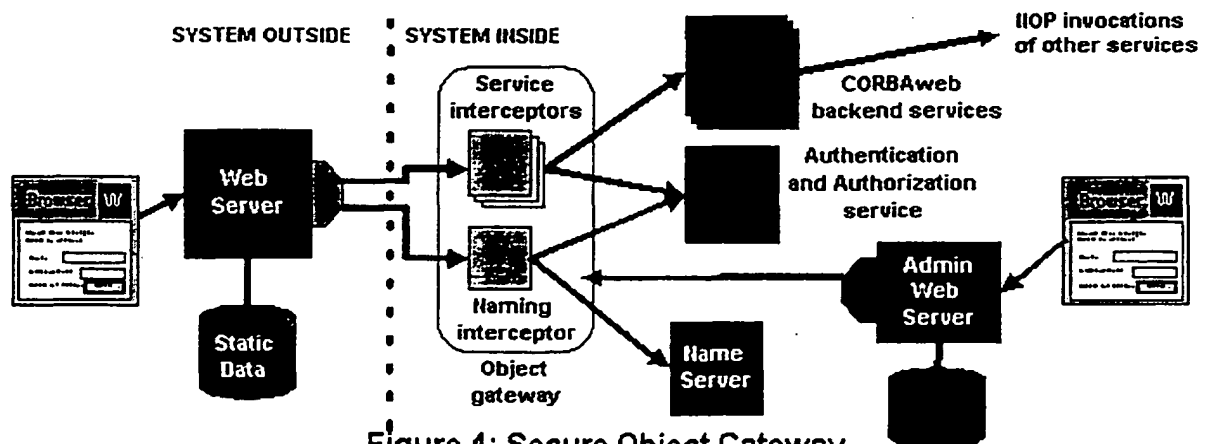 SYSTEM OUTSIDE
SYSTEM INSIDE
IIOP invocations
of other services
Service
interceptors
CORBAweb
backend services
Web
Server
Browser W
Authentication
and Authorization
service
Browser W
Static
Data
Naming
interceptor
Object
gateway
Name
Server
Admin
Web
Server
Figure 4: Secure Object Gateway